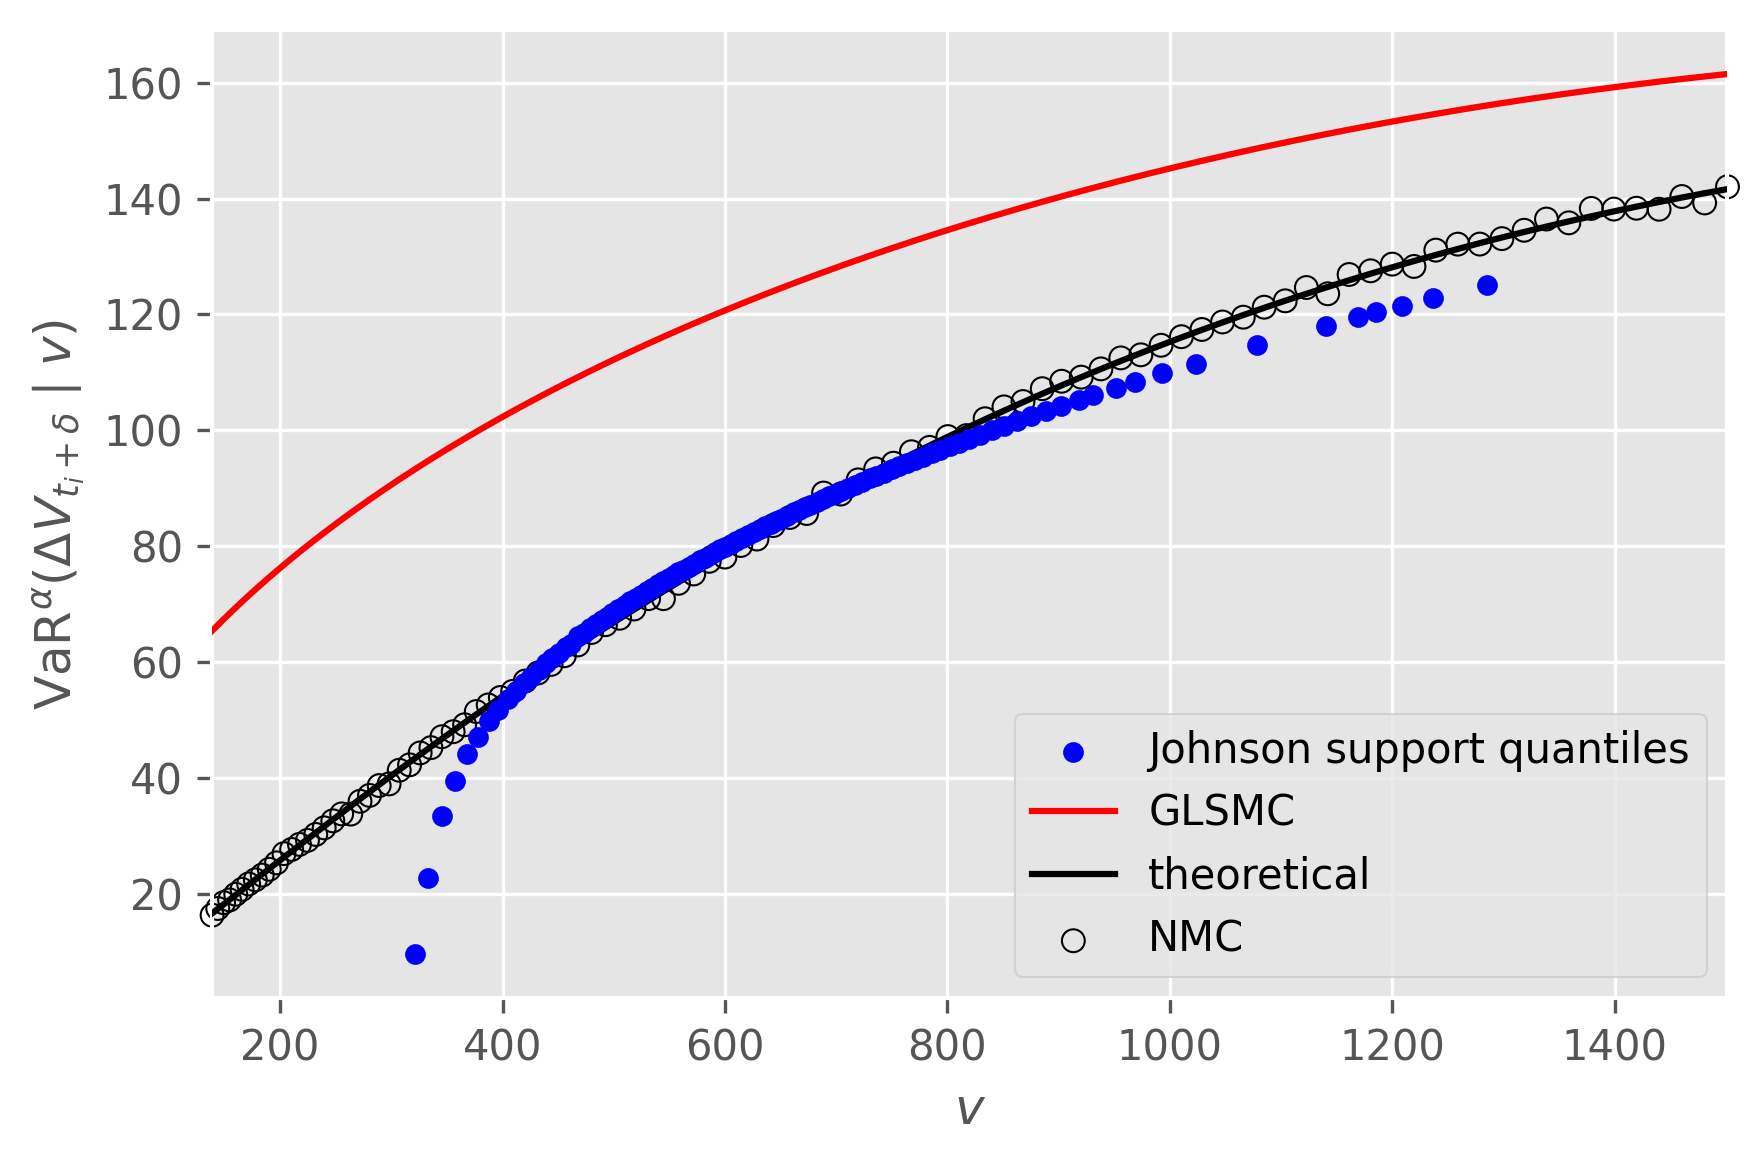 160
140
120
100
80
60
40
20
VaR^α(ΔV_{t_i+δ} | v)
Johnson support quantiles
GLSMC
theoretical
NMC
200 400 600 800 1000 1200 1400
v